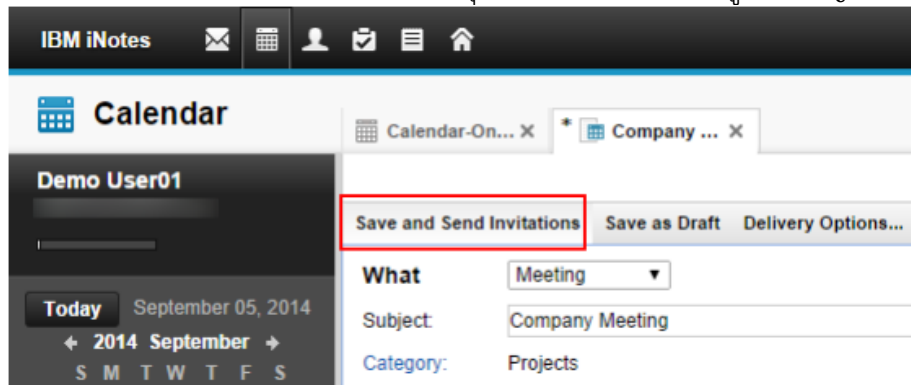 IBM iNotes
Calendar
Calendar-On... X
* Company ... X
Demo User01
Save and Send Invitations Save as Draft Delivery Options...
What Meeting
Today September 05, 2014
Subject: Company Meeting
2014 September
Category: Projects
S M T W T F S